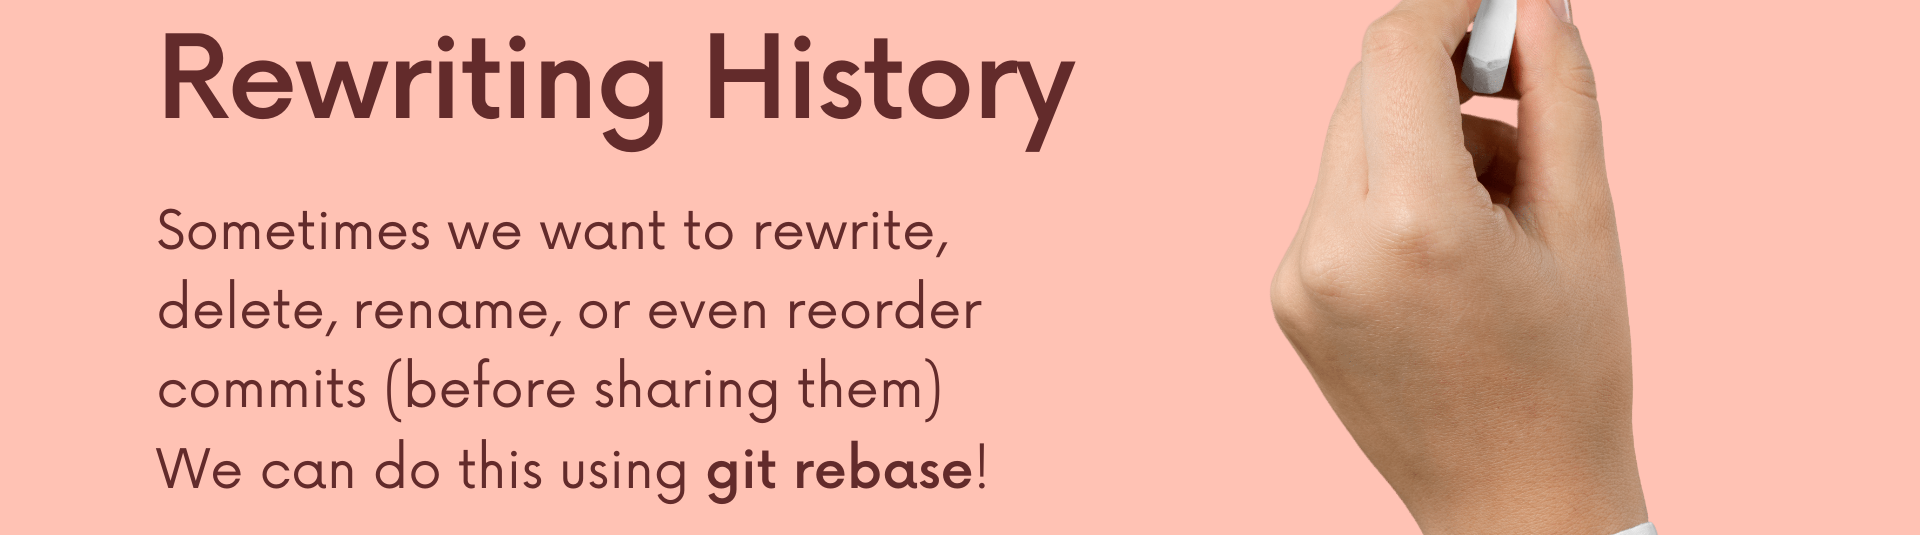 Rewriting History
Sometimes we want to rewrite,
delete, rename, or even reorder
commits (before sharing them)
We can do this using git rebase!